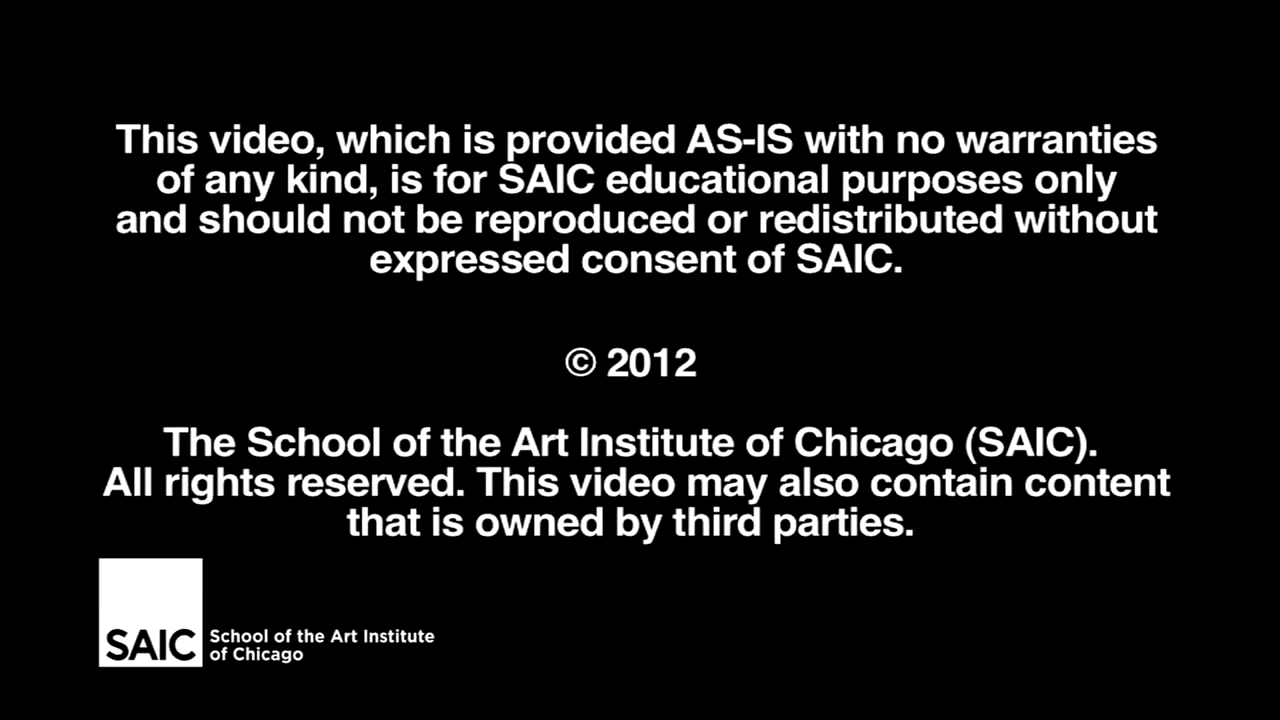 This video, which is provided AS-IS with no warranties
of any kind, is for SAIC educational purposes only
and should not be reproduced or redistributed without
expressed consent of SAIC.
© 2012
The School of the Art Institute of Chicago (SAIC).
All rights reserved. This video may also contain content
that is owned by third parties.
SAIC
School of the Art Institute
of Chicago